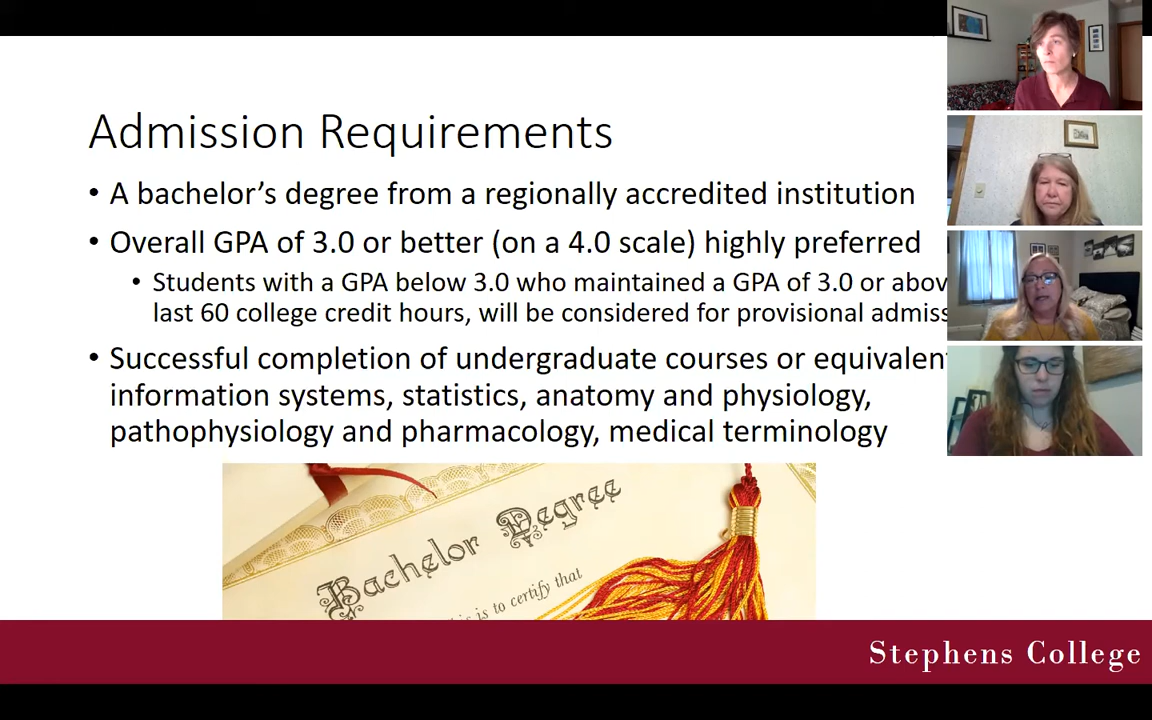 Admission Requirements
• A bachelor's degree from a regionally accredited institution
• Overall GPA of 3.0 or better (on a 4.0 scale) highly preferred
• Students with a GPA below 3.0 who maintained a GPA of 3.0 or abov
last 60 college credit hours, will be considered for provisional admiss
• Successful completion of undergraduate courses or equivalent
information systems, statistics, anatomy and physiology,
pathophysiology and pharmacology, medical terminology
Bachelor Degree
is to certify that
Stephens College